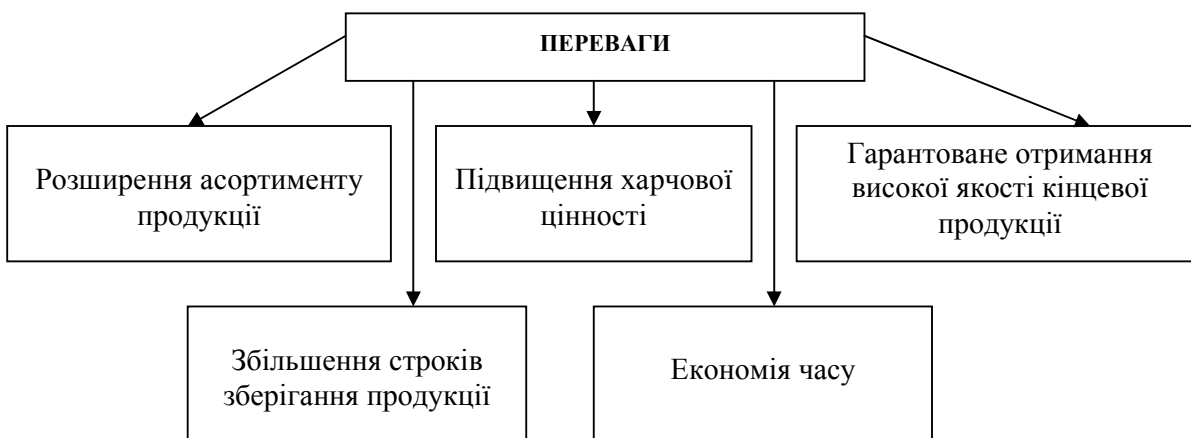 ПЕРЕВАГИ
Розширення асортименту
продукції
Підвищення харчової
цінності
Гарантоване отримання
високої якості кінцевої
продукції
Збільшення строків
зберігання продукції
Економія часу